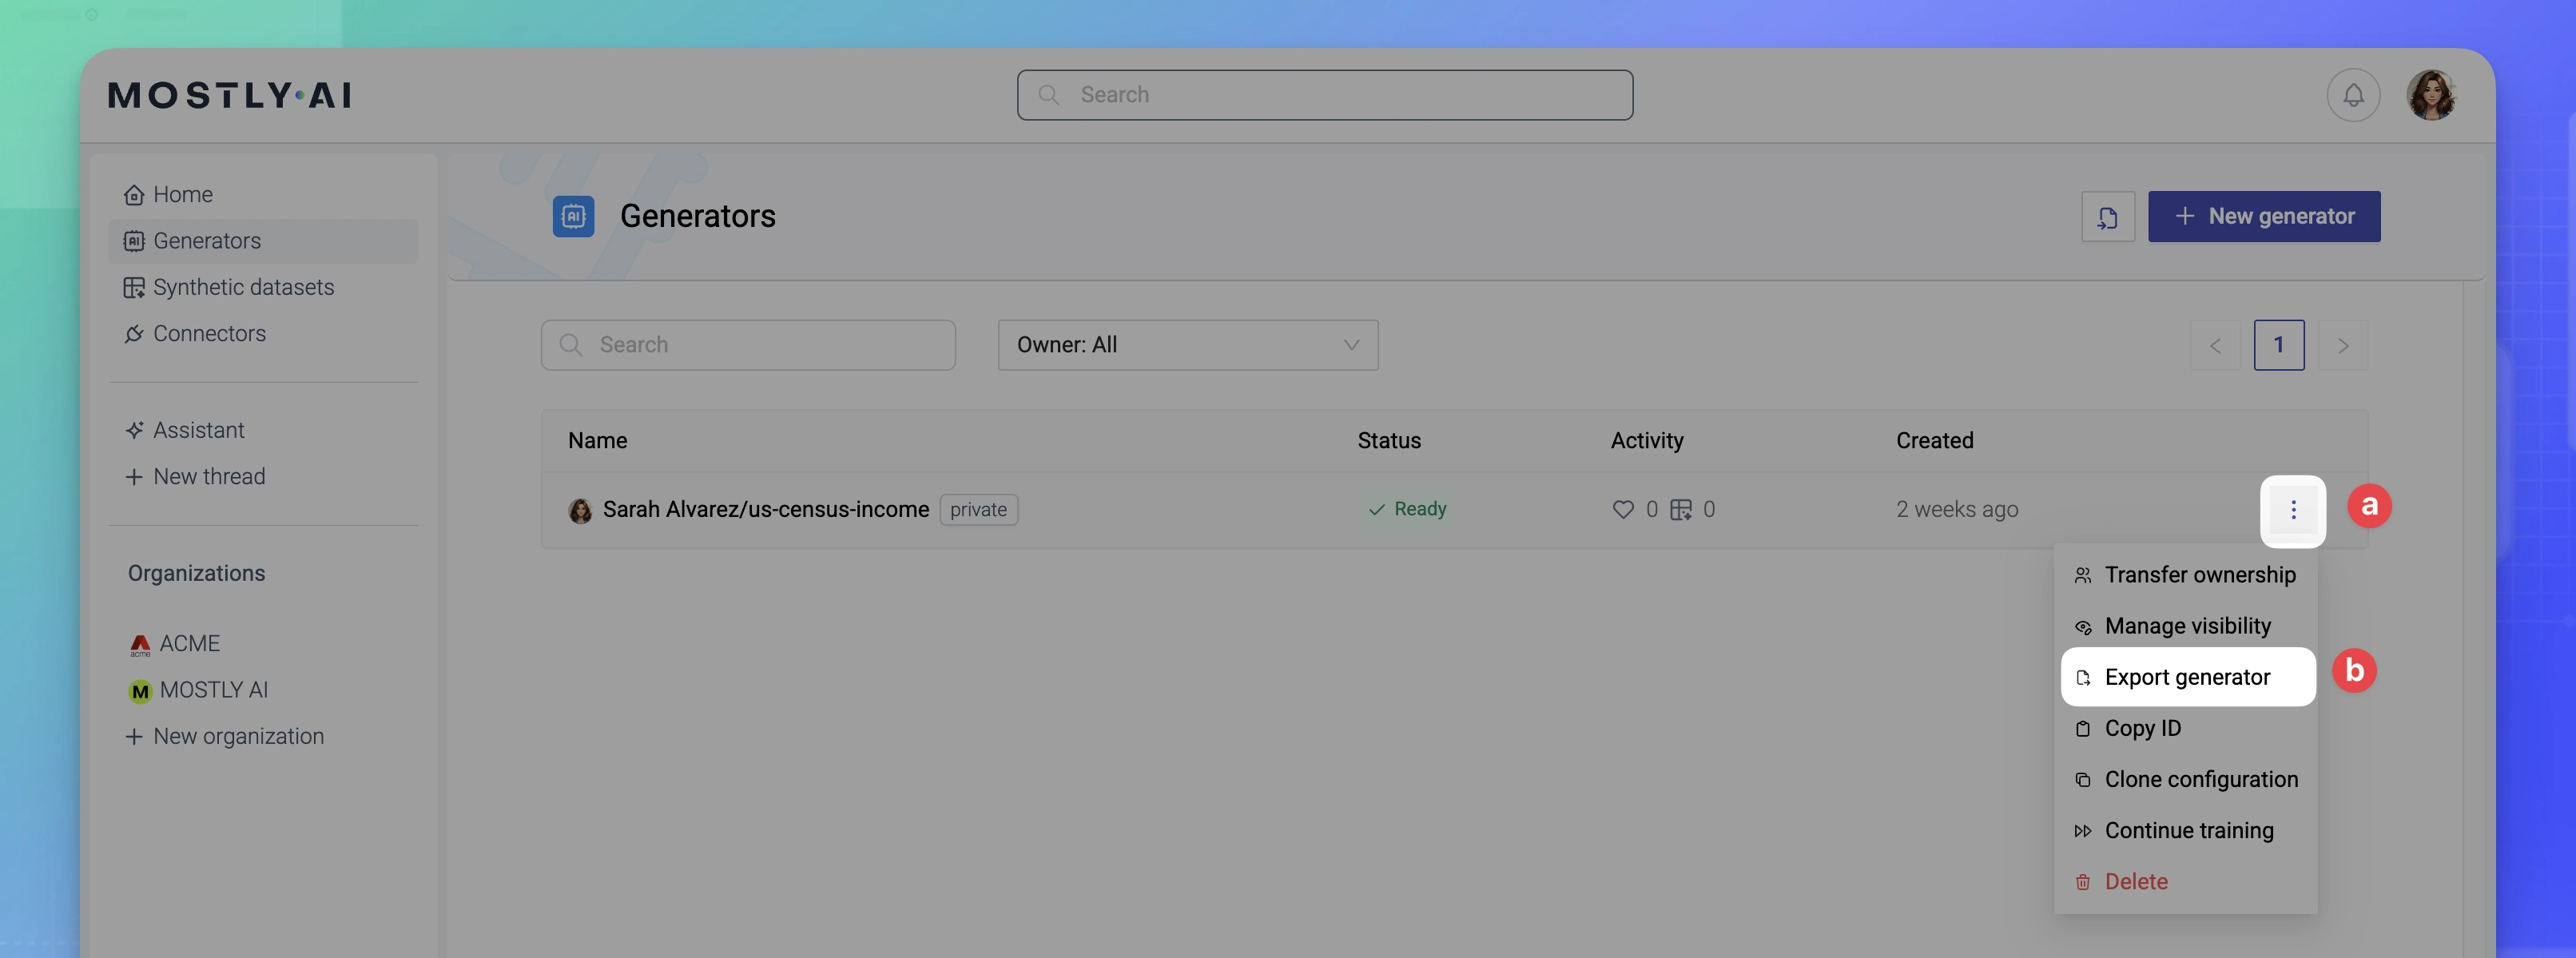 MOSTLY·AI
Search
Home
Generators
Synthetic datasets
Connectors
Assistant
+ New thread
Organizations
acme ACME
M MOSTLY AI
+ New organization
AI Generators
+ New generator
Search
Owner: All
< 1 >
Name Status Activity Created
Sarah Alvarez/us-census-income private Ready 0 0 2 weeks ago
a
Transfer ownership
Manage visibility
Export generator b
Copy ID
Clone configuration
Continue training
Delete